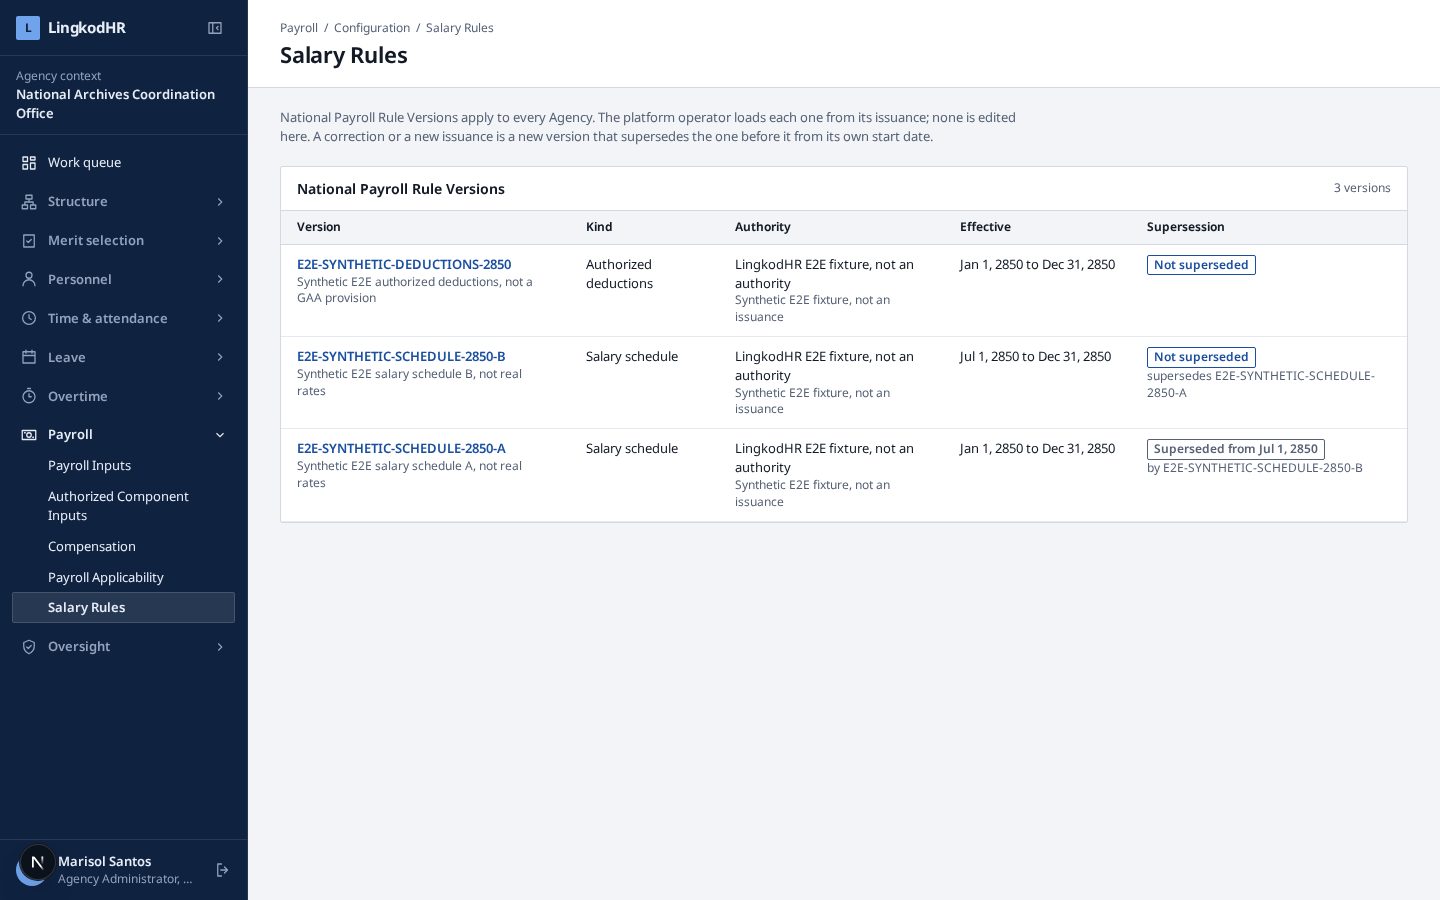 L LingkodHR
Agency context
National Archives Coordination
Office
Work queue
Structure
Merit selection
Personnel
Time & attendance
Leave
Overtime
Payroll
Payroll Inputs
Authorized Component
Inputs
Compensation
Payroll Applicability
Salary Rules
Oversight
N
Marisol Santos
Agency Administrator, ...
Payroll / Configuration / Salary Rules
Salary Rules
National Payroll Rule Versions apply to every Agency. The platform operator loads each one from its issuance; none is edited
here. A correction or a new issuance is a new version that supersedes the one before it from its own start date.
National Payroll Rule Versions 3 versions
Version Kind Authority Effective Supersession
E2E-SYNTHETIC-DEDUCTIONS-2850
Synthetic E2E authorized deductions, not a
GAA provision
Authorized
deductions
LingkodHR E2E fixture, not an
authority
Synthetic E2E fixture, not an
issuance
Jan 1, 2850 to Dec 31, 2850
Not superseded
E2E-SYNTHETIC-SCHEDULE-2850-B
Synthetic E2E salary schedule B, not real
rates
Salary schedule
LingkodHR E2E fixture, not an
authority
Synthetic E2E fixture, not an
issuance
Jul 1, 2850 to Dec 31, 2850
Not superseded
supersedes E2E-SYNTHETIC-SCHEDULE-
2850-A
E2E-SYNTHETIC-SCHEDULE-2850-A
Synthetic E2E salary schedule A, not real
rates
Salary schedule
LingkodHR E2E fixture, not an
authority
Synthetic E2E fixture, not an
issuance
Jan 1, 2850 to Dec 31, 2850
Superseded from Jul 1, 2850
by E2E-SYNTHETIC-SCHEDULE-2850-B